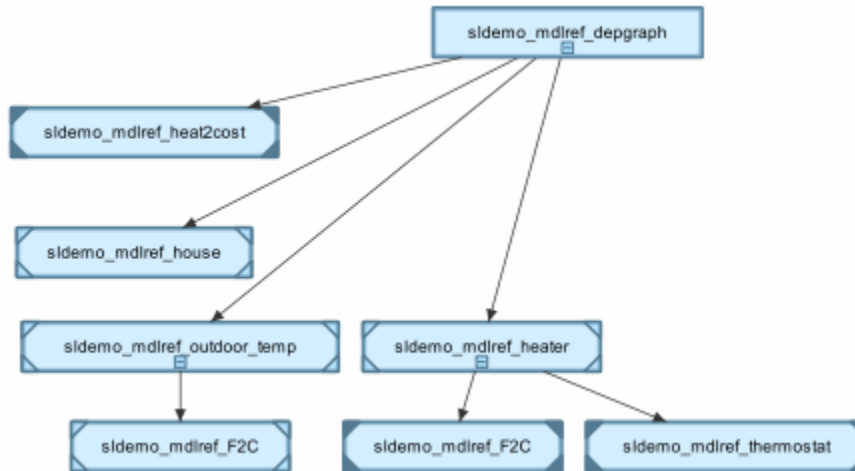 sldemo_mdlref_depgraph
sldemo_mdlref_heat2cost
sldemo_mdlref_house
sldemo_mdlref_outdoor_temp
sldemo_mdlref_heater
sldemo_mdlref_F2C
sldemo_mdlref_F2C
sldemo_mdlref_thermostat